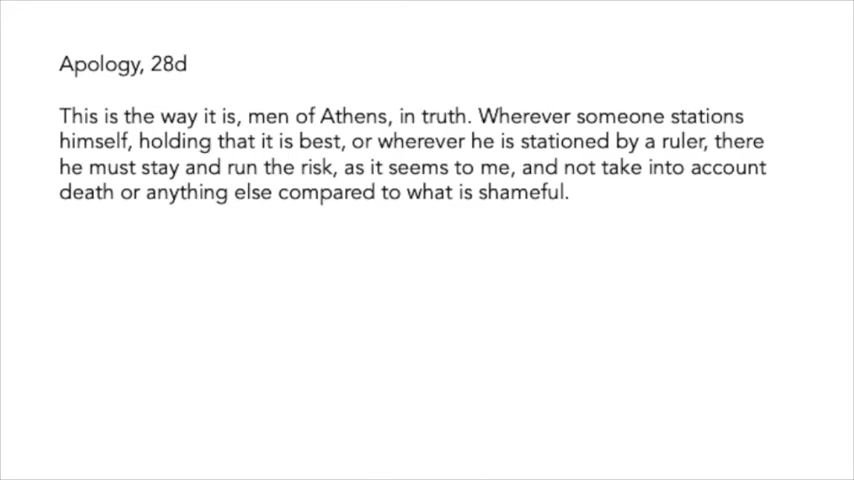 Apology, 28d
This is the way it is, men of Athens, in truth. Wherever someone stations
himself, holding that it is best, or wherever he is stationed by a ruler, there
he must stay and run the risk, as it seems to me, and not take into account
death or anything else compared to what is shameful.